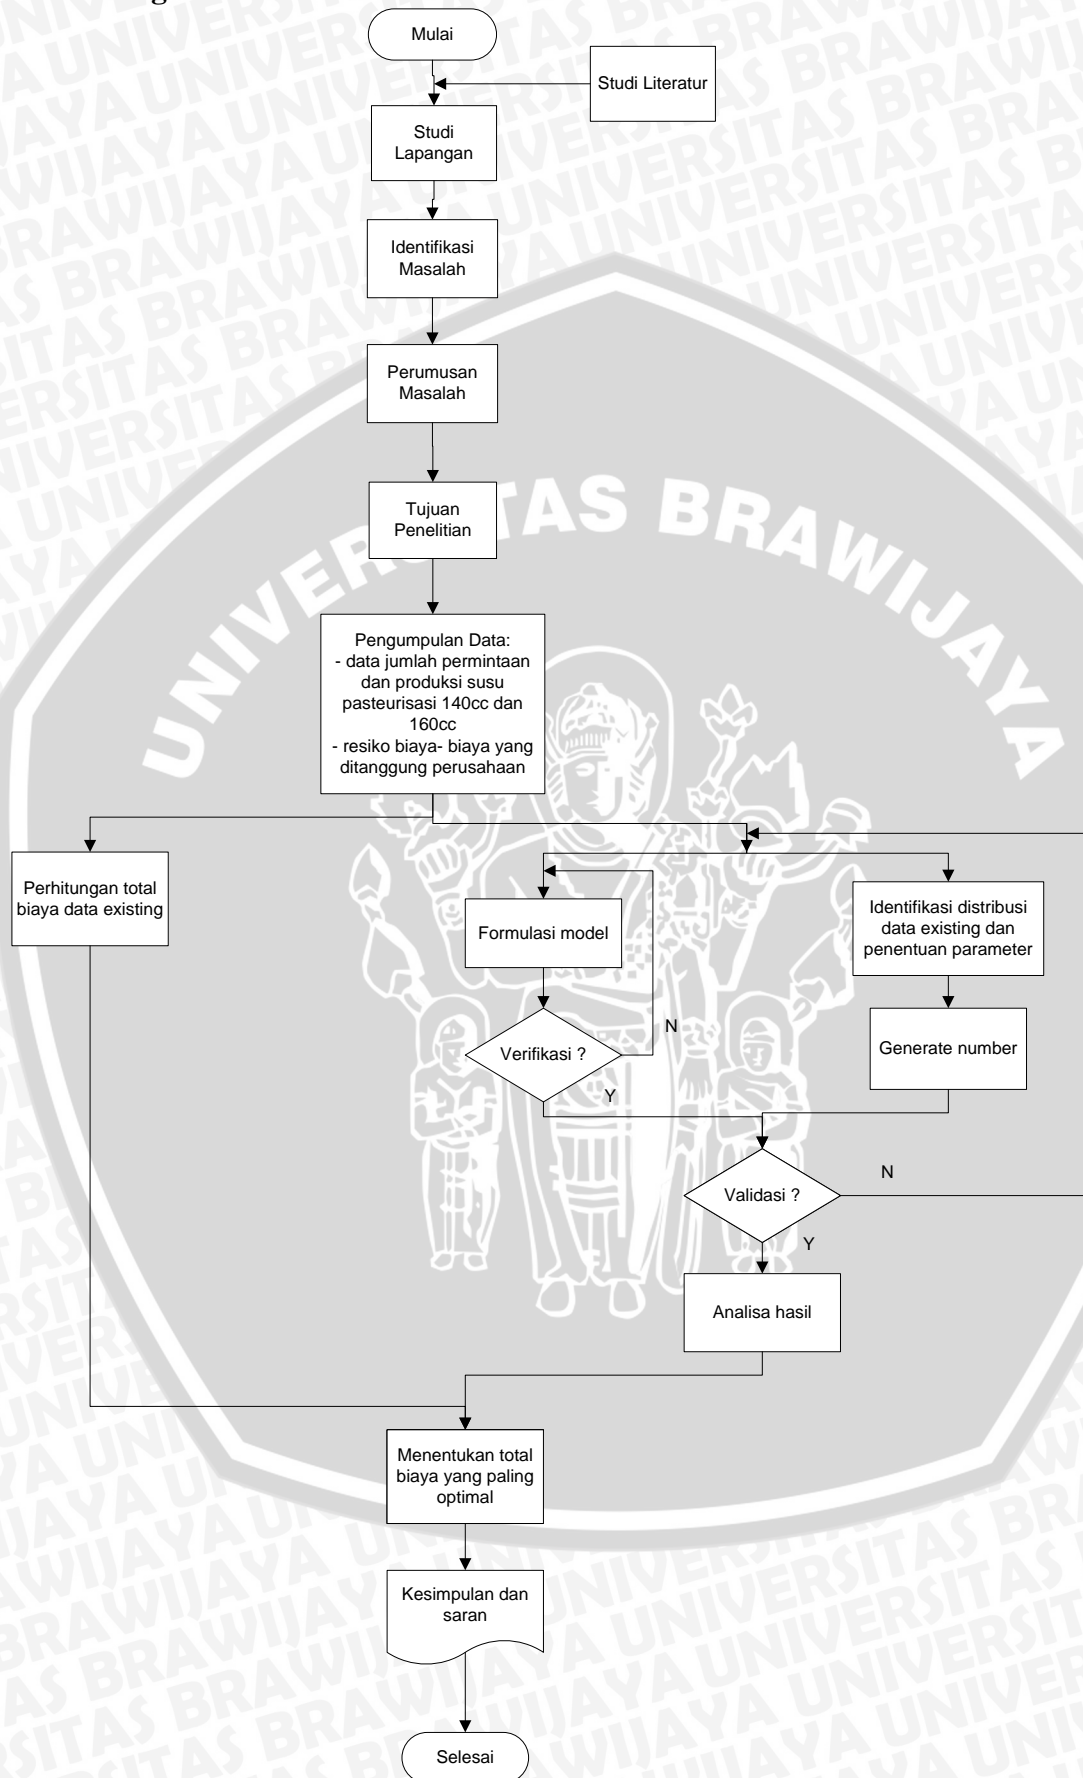 Mulai
Studi Literatur
Studi
Lapangan
Identifikasi
Masalah
Perumusan
Masalah
Tujuan
Penelitian
Pengumpulan Data:
- data jumlah permintaan
dan produksi susu
pasteurisasi 140cc dan
160cc
- resiko biaya- biaya yang
ditanggung perusahaan
Perhitungan total
biaya data existing
Formulasi model
Identifikasi distribusi
data existing dan
penentuan parameter
Verifikasi ?
N
Generate number
Y
Validasi ?
N
Y
Analisa hasil
Menentukan total
biaya yang paling
optimal
Kesimpulan dan
saran
Selesai
UNIVERSITAS BRAWIJAYA